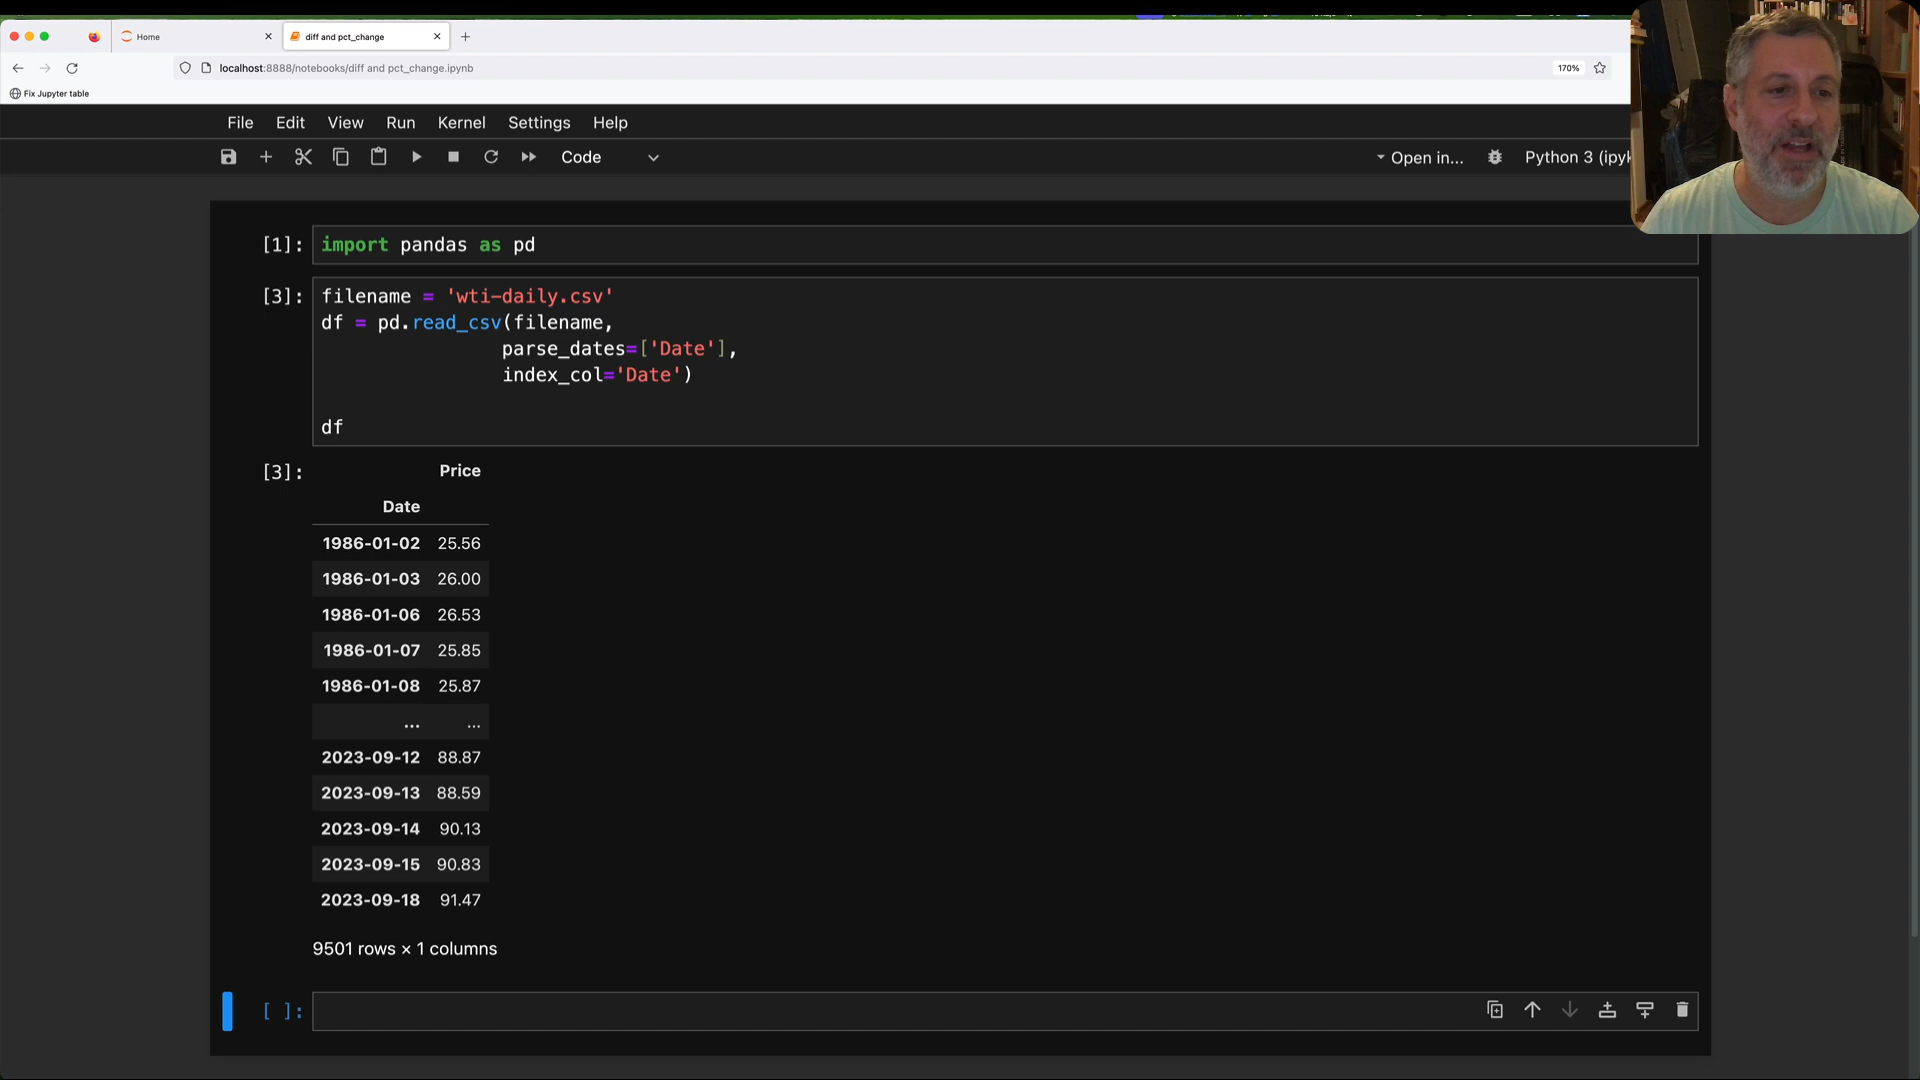 Home
diff and pct_change
localhost:8888/notebooks/diff and pct_change.ipynb
170%
Fix Jupyter table
File Edit View Run Kernel Settings Help
Code
Open in...
Python 3 (ipyk
[1]: import pandas as pd
[3]: filename = 'wti-daily.csv'
df = pd.read_csv(filename,
parse_dates=['Date'],
index_col='Date')
df
[3]: Price
Date
1986-01-02 25.56
1986-01-03 26.00
1986-01-06 26.53
1986-01-07 25.85
1986-01-08 25.87
... ...
2023-09-12 88.87
2023-09-13 88.59
2023-09-14 90.13
2023-09-15 90.83
2023-09-18 91.47
9501 rows × 1 columns
[ ]: